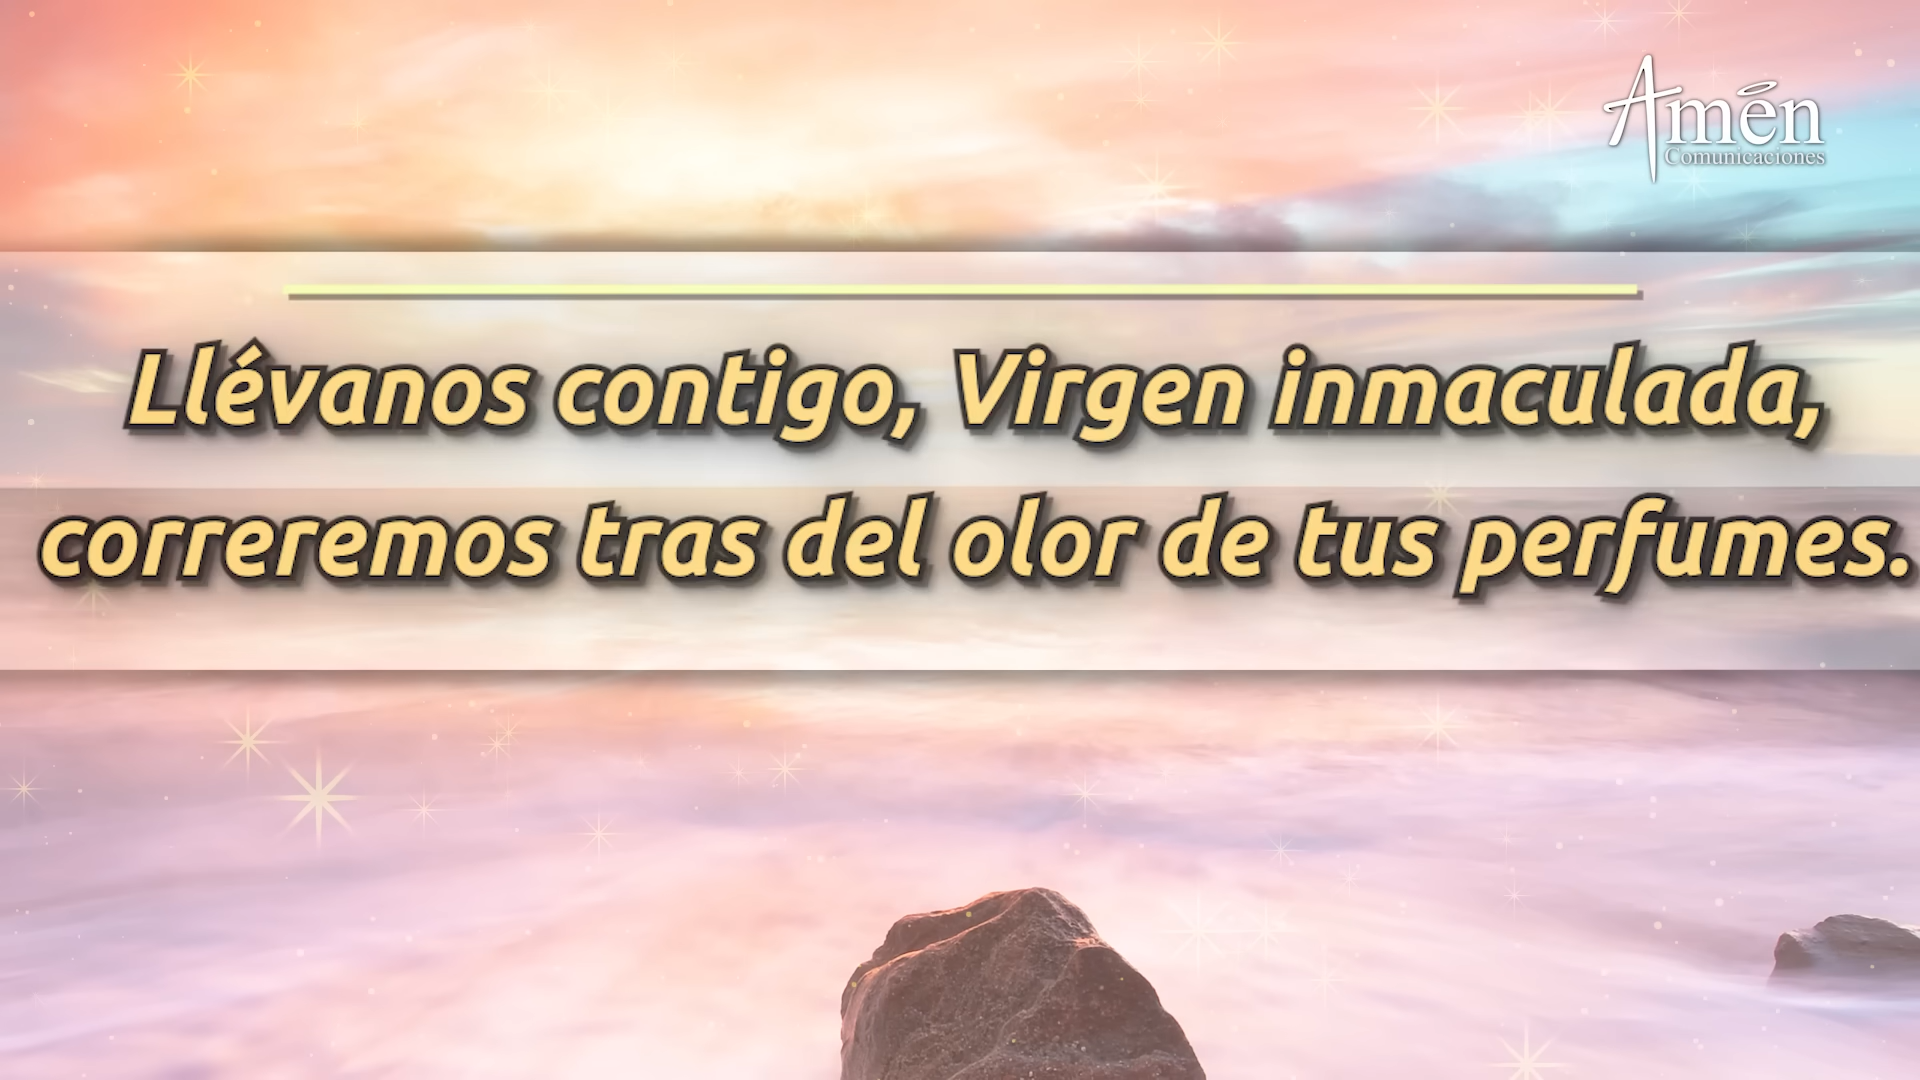 Amén
Comunicaciones
Llévanos contigo, Virgen inmaculada,
correremos tras del olor de tus perfumes.